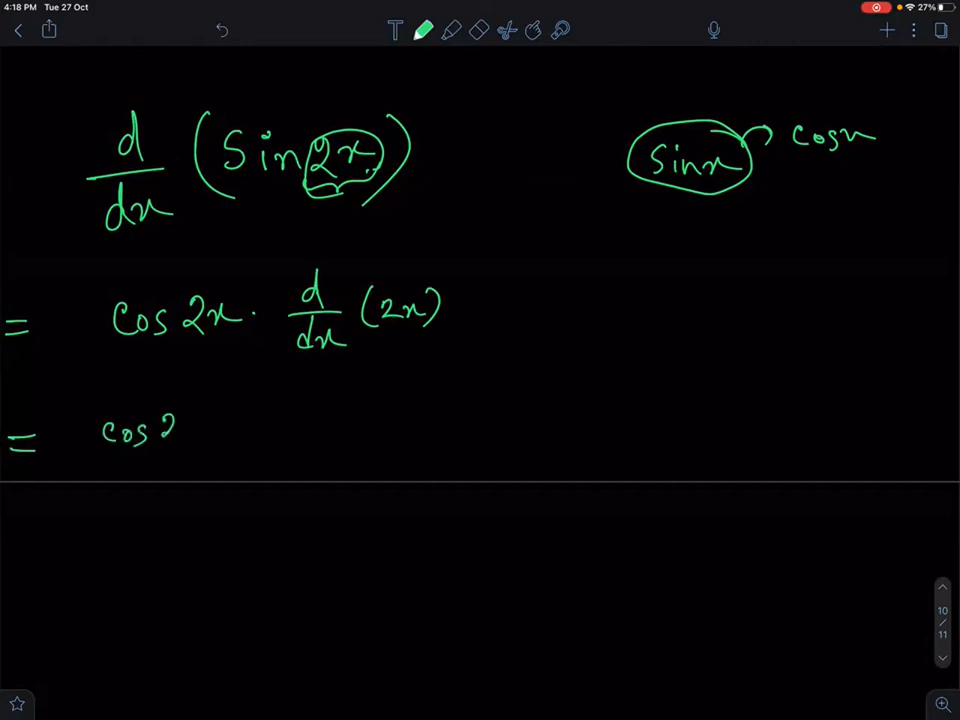 4:18 PM Tue 27 Oct
27%
T
d/dx (Sin 2x)
Sinx
cosx
= Cos 2x · d/dx (2x)
= cos 2
10
/
11